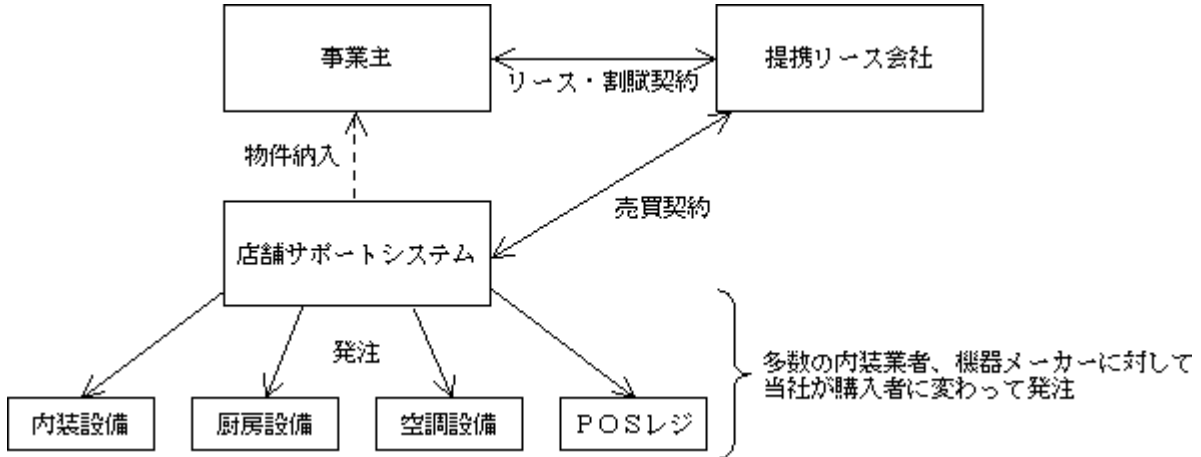 事業主
提携リース会社
リース・割賦契約
物件納入
売買契約
店舗サポートシステム
発注
多数の内装業者、機器メーカーに対して
当社が購入者に変わって発注
内装設備
厨房設備
空調設備
ＰＯＳレジ